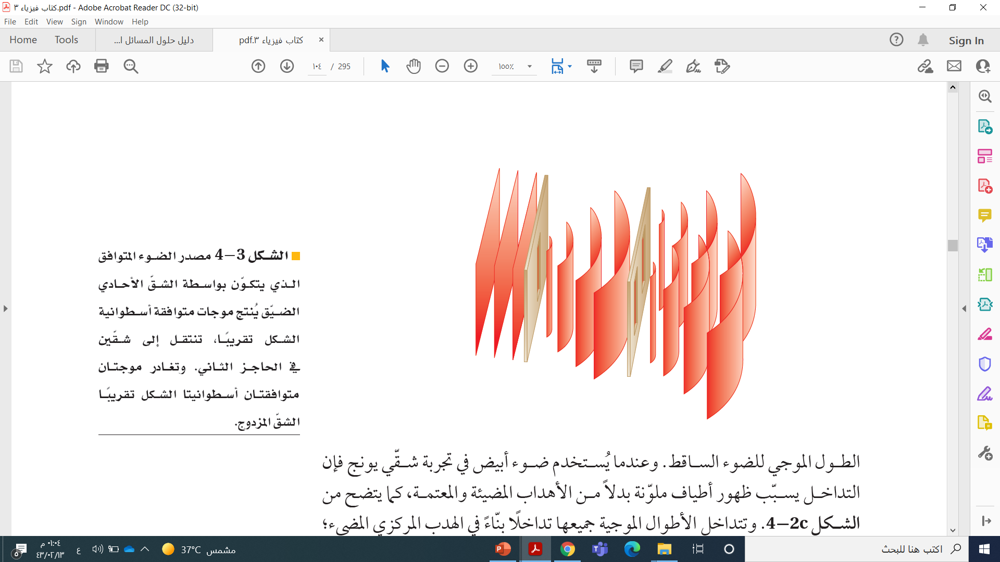 كتاب فيزياء ٣.pdf - Adobe Acrobat Reader DC (32-bit)
File Edit View Sign Window Help
Home Tools دليل حلول المسائل ا... كتاب فيزياء ٣.pdf × Sign In
١٠٤ / 295 ١٥٥٪
الشكل 3–4 مصدر الضوء المتوافق
الذي يتكوّن بواسطة الشقّ الأحادي
الضيّق يُنتج موجات متوافقة أسطوانية
الشكل تقريبًا، تنتقل إلى شقّين
في الحاجز الثاني. وتغادر موجتان
متوافقتان أسطوانيتا الشكل تقريبًا
الشقّ المزدوج.
الطول الموجي للضوء الساقط. وعندما يُستخدم ضوء أبيض في تجربة شقّي يونج فإن
التداخل يسبّب ظهور أطياف ملوّنة بدلاً من الأهداب المضيئة والمعتمة، كما يتضح من
الشكل 4–2c. وتتداخل الأطوال الموجية جميعها تداخلًا بنّاءً في الهدب المركزي المضيء؛
اكتب هنا للبحث
37°C مشمس
ع
٠١:٠٤ م
٤٣/٠٢/١٣
٥